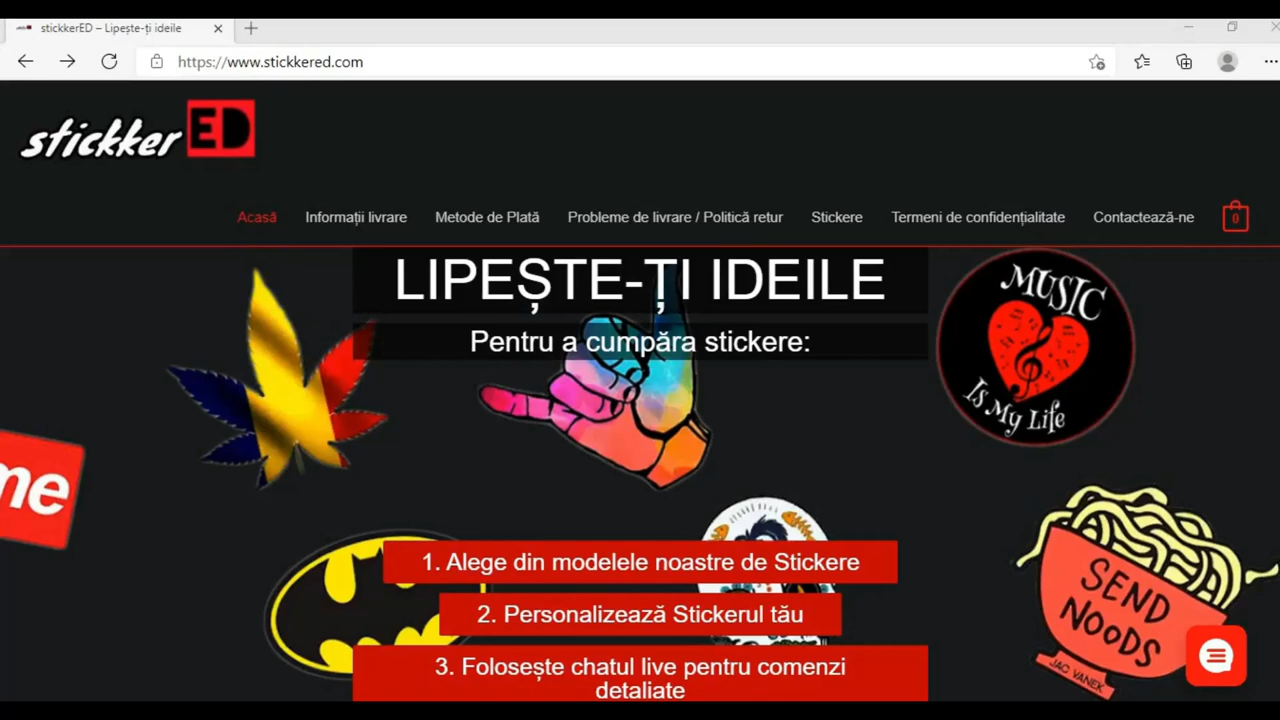 stickkerED – Lipește-ți ideile
https://www.stickkered.com
stickker ED
Acasă
Informații livrare
Metode de Plată
Probleme de livrare / Politică retur
Stickere
Termeni de confidențialitate
Contactează-ne
0
LIPEȘTE-ȚI IDEILE
Pentru a cumpăra stickere:
MUSIC
IS MY LIFE
me
1. Alege din modelele noastre de Stickere
2. Personalizează Stickerul tău
3. Folosește chatul live pentru comenzi
detaliate
SEND
NOODS
JAC VANEK